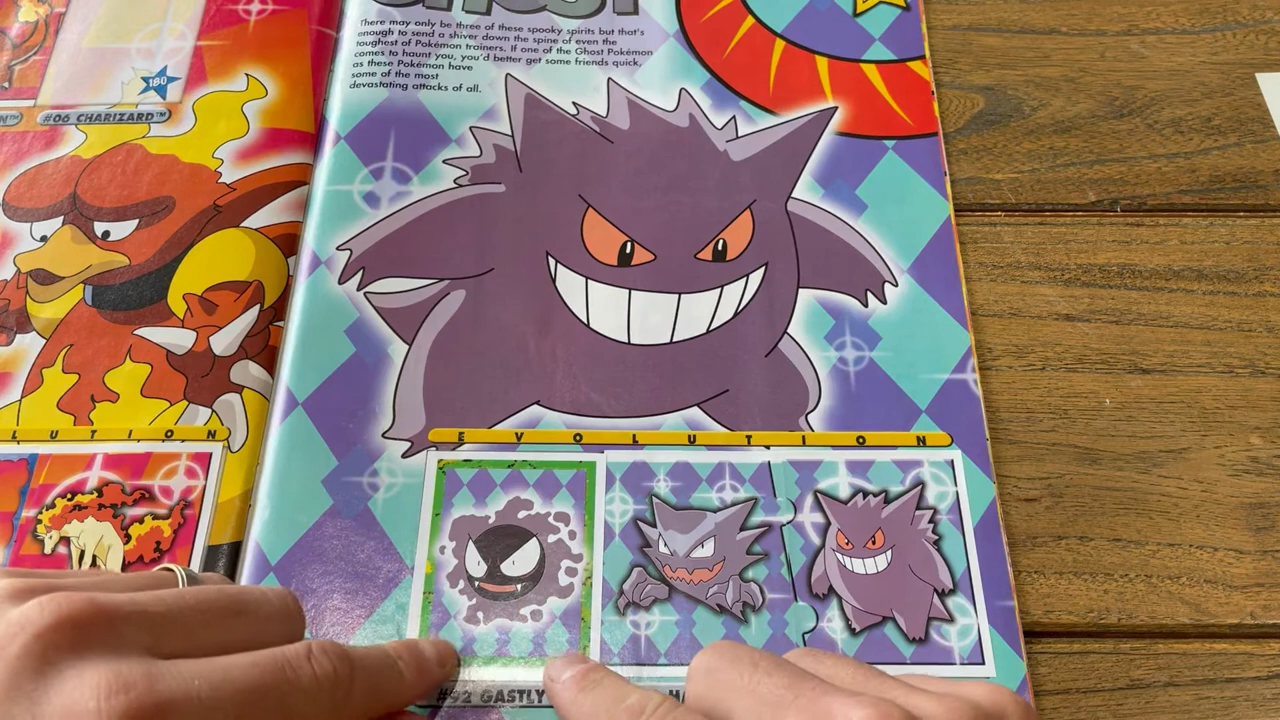 GHOST
There may only be three of these spooky spirits but that's
enough to send a shiver down the spine of even the
toughest of Pokémon trainers. If one of the Ghost Pokémon
comes to haunt you, you'd better get some friends quick,
as these Pokémon have
some of the most
devastating attacks of all.
180
#06 CHARIZARD™
LUTION
EVOLUTION
#92 GASTLY